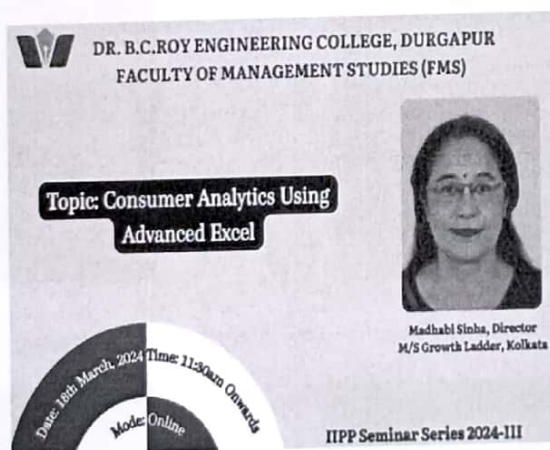 DR. B.C.ROY ENGINEERING COLLEGE, DURGAPUR
FACULTY OF MANAGEMENT STUDIES (FMS)
Topic: Consumer Analytics Using
Advanced Excel
Madhabi Sinha, Director
M/S Growth Ladder, Kolkata
Date: 18th March, 2024
Time: 11:30am Onwards
Mode: Online
IIPP Seminar Series 2024-III